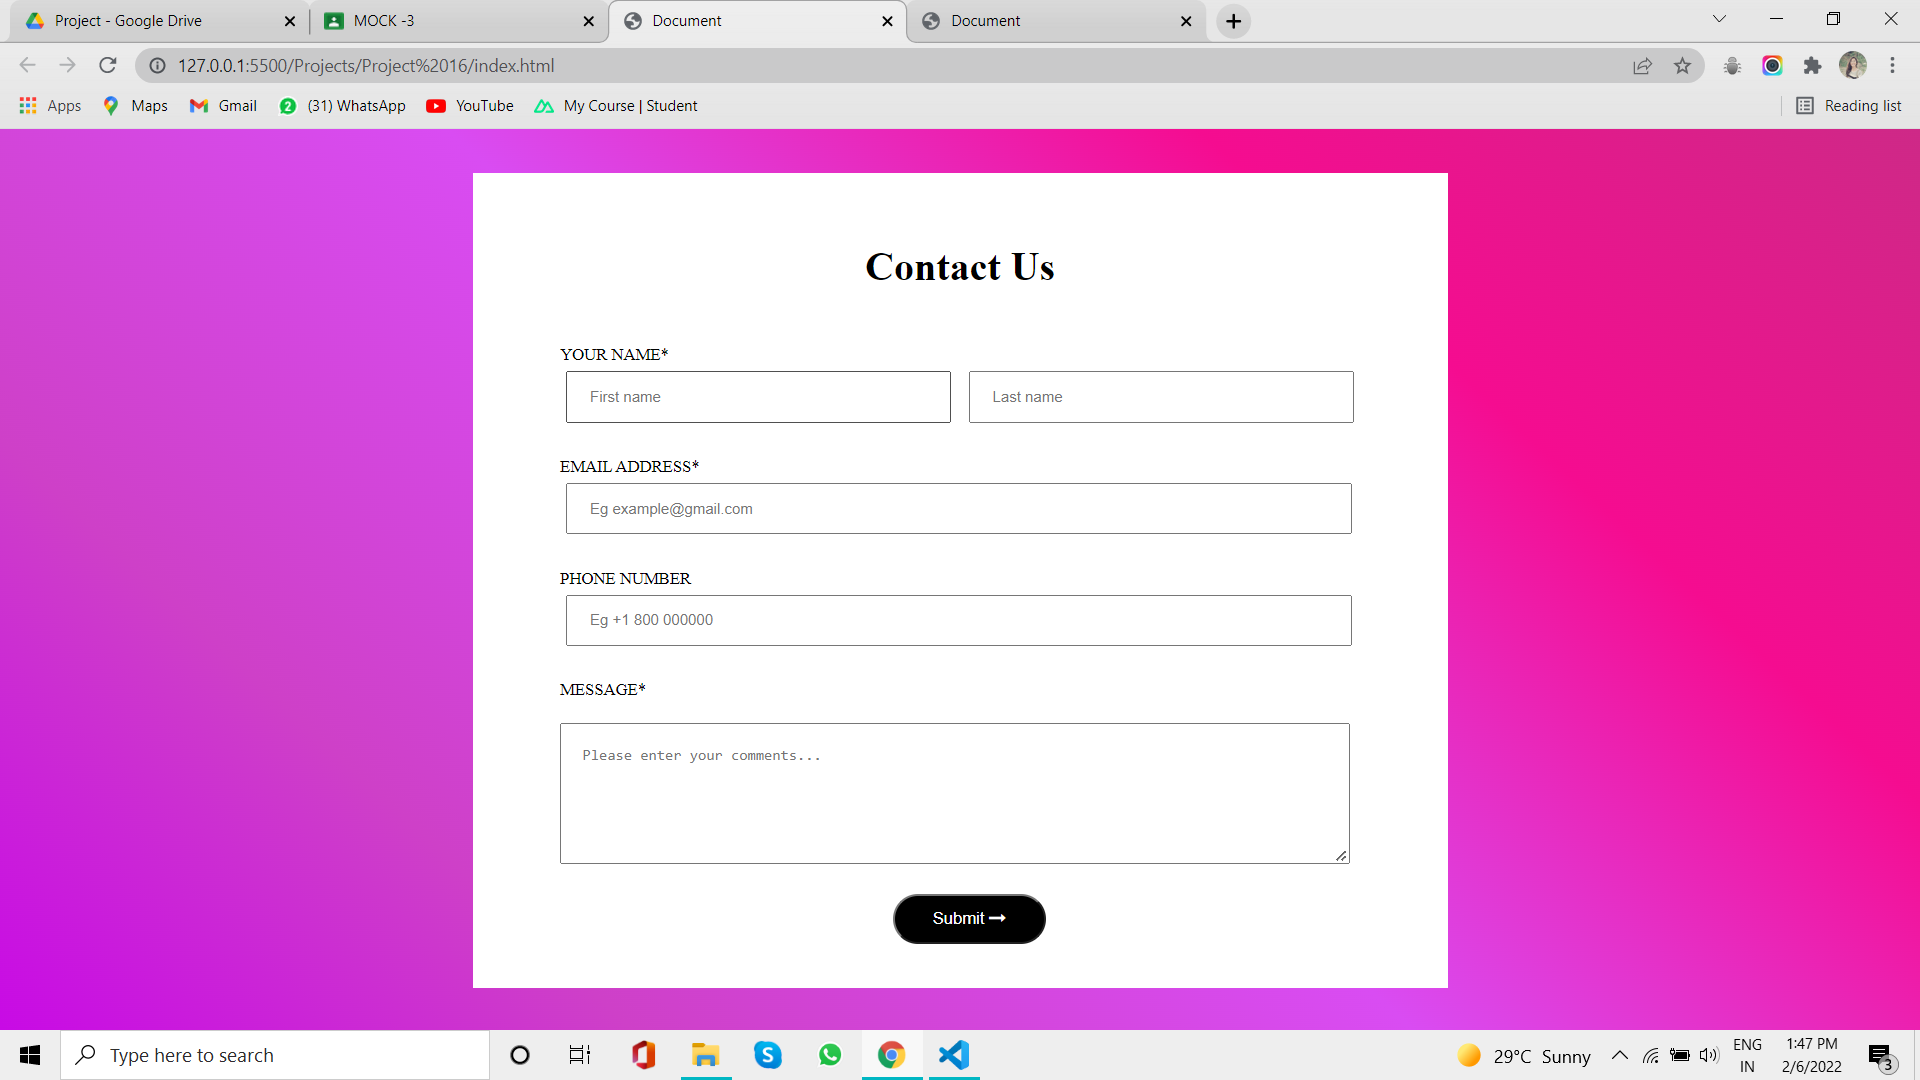 Project - Google Drive
MOCK -3
Document
Document
127.0.0.1:5500/Projects/Project%2016/index.html
Apps
Maps
Gmail
2
(31) WhatsApp
YouTube
My Course | Student
Reading list
Contact Us
YOUR NAME*
First name
Last name
EMAIL ADDRESS*
Eg example@gmail.com
PHONE NUMBER
Eg +1 800 000000
MESSAGE*
Please enter your comments...
Submit
Type here to search
S
29°C Sunny
ENG
IN
1:47 PM
2/6/2022
3